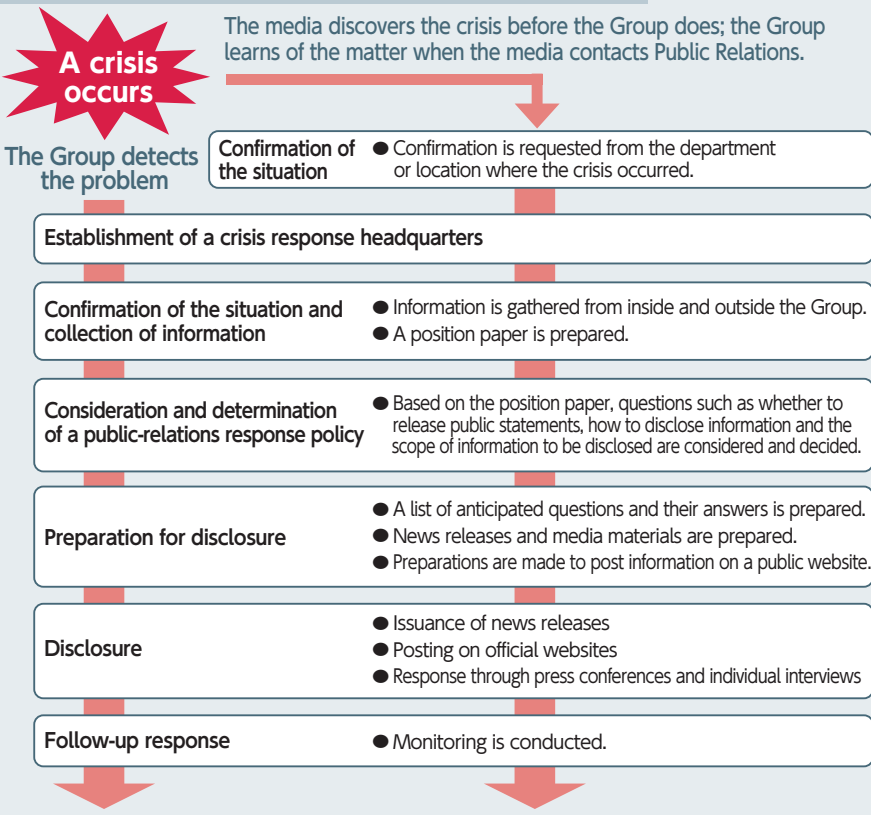 A crisis
occurs
The media discovers the crisis before the Group does; the Group
learns of the matter when the media contacts Public Relations.
The Group detects
the problem
Confirmation of
the situation
● Confirmation is requested from the department
or location where the crisis occurred.
Establishment of a crisis response headquarters
Confirmation of the situation and
collection of information
● Information is gathered from inside and outside the Group.
● A position paper is prepared.
Consideration and determination
of a public-relations response policy
● Based on the position paper, questions such as whether to
release public statements, how to disclose information and the
scope of information to be disclosed are considered and decided.
Preparation for disclosure
● A list of anticipated questions and their answers is prepared.
● News releases and media materials are prepared.
● Preparations are made to post information on a public website.
Disclosure
● Issuance of news releases
● Posting on official websites
● Response through press conferences and individual interviews
Follow-up response
● Monitoring is conducted.